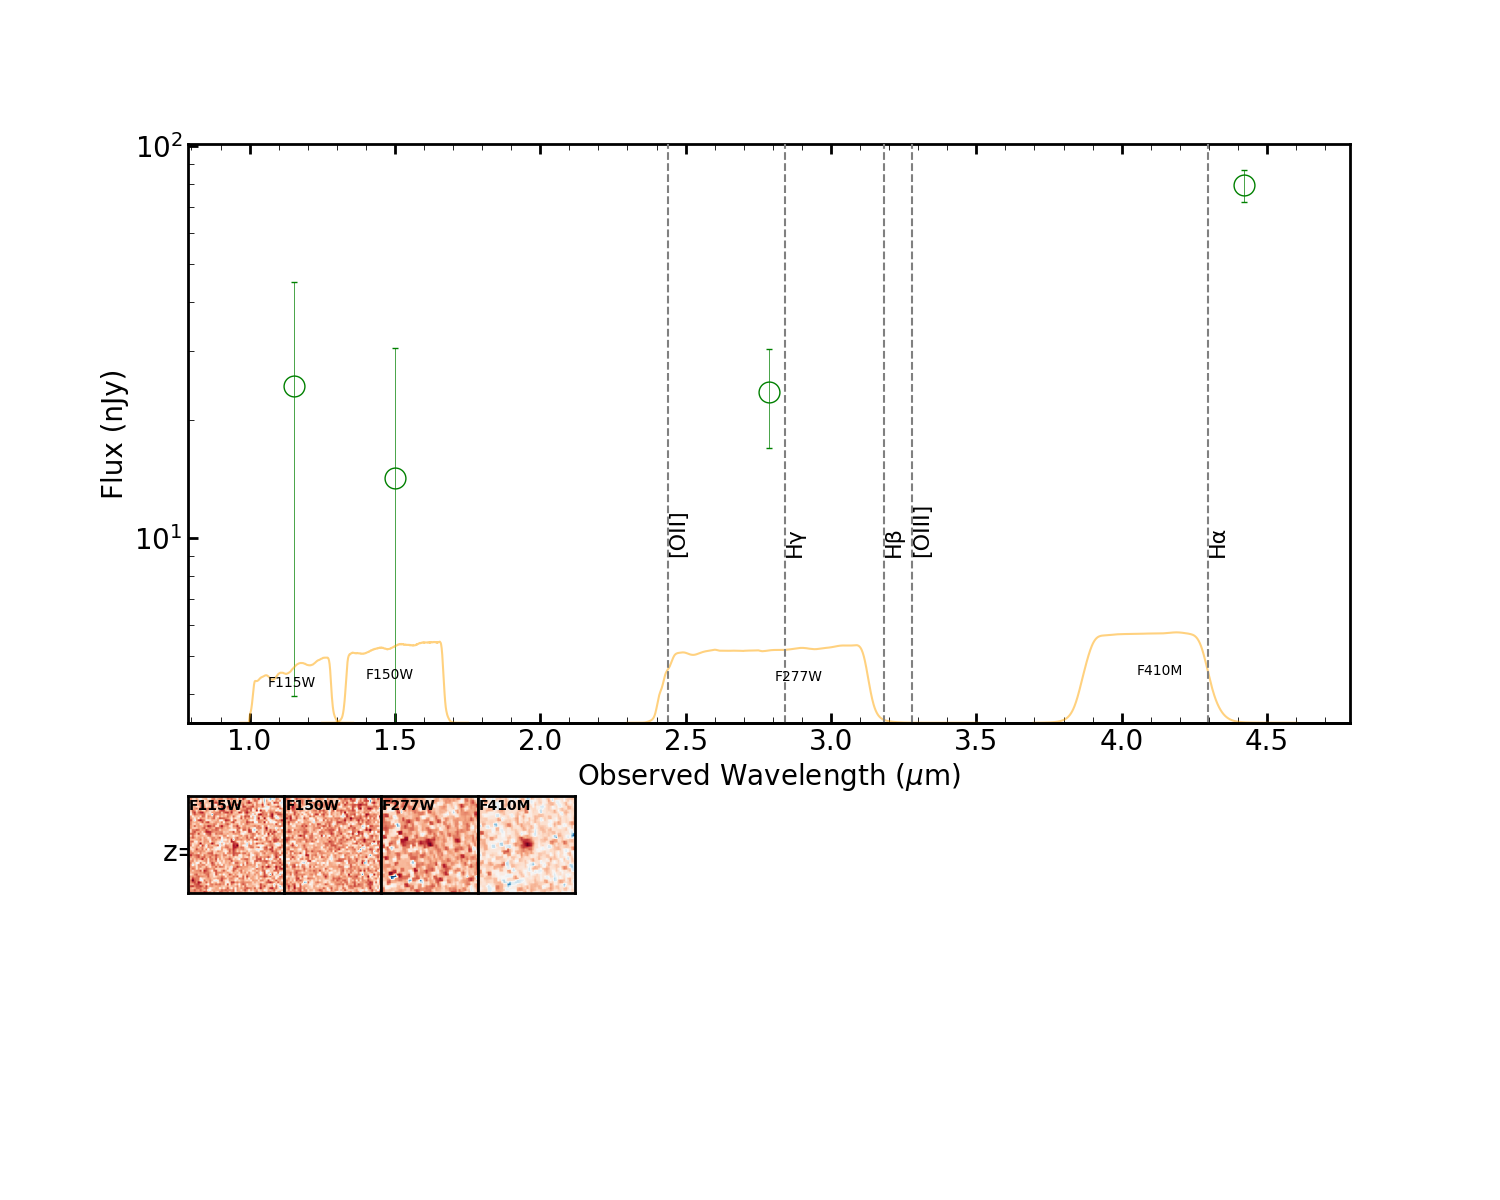 10²
10¹
Flux (nJy)
[OII]
Hγ
Hβ
[OIII]
Hα
F115W
F150W
F277W
F410M
1.0 1.5 2.0 2.5 3.0 3.5 4.0 4.5
Observed Wavelength (μm)
F115W F150W F277W F410M
z=